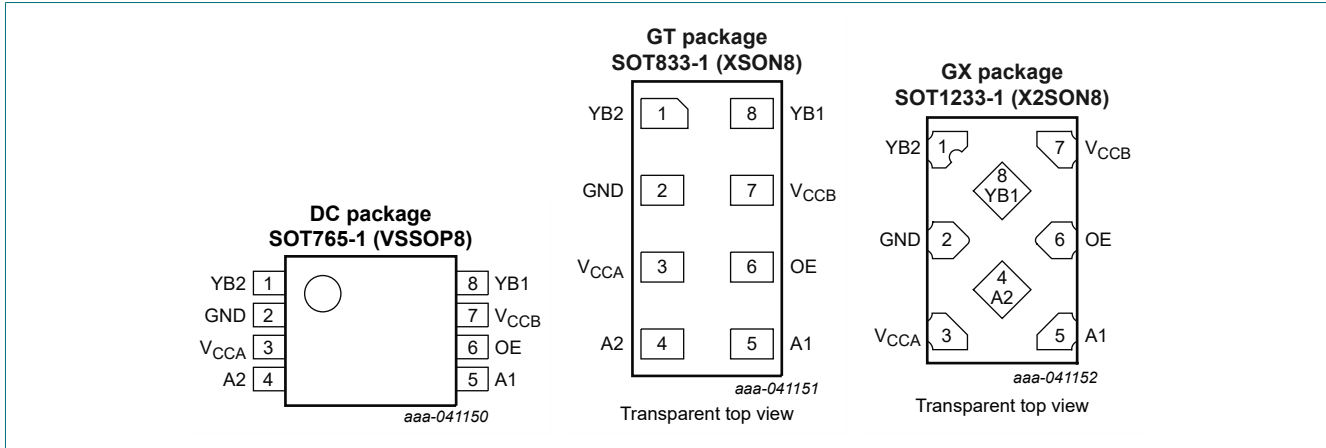 DC package
SOT765-1 (VSSOP8)
YB2 1
GND 2
VCCA 3
A2 4
8 YB1
7 VCCB
6 OE
5 A1
aaa-041150
GT package
SOT833-1 (XSON8)
YB2 1
8 YB1
GND 2
7 VCCB
VCCA 3
6 OE
A2 4
5 A1
aaa-041151
Transparent top view
GX package
SOT1233-1 (X2SON8)
YB2 1
7 VCCB
8
YB1
GND 2
6 OE
4
A2
VCCA 3
5 A1
aaa-041152
Transparent top view